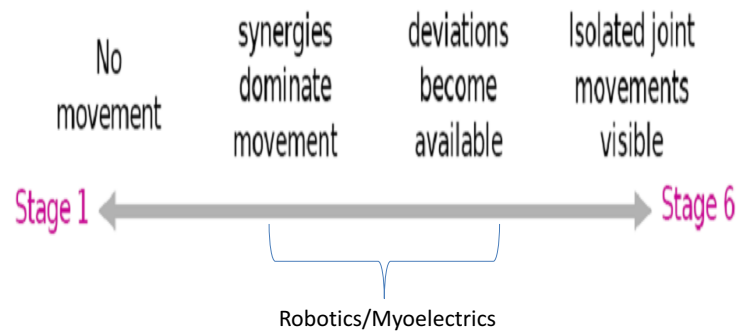 No
movement
synergies
dominate
movement
deviations
become
available
Isolated joint
movements
visible
Stage 1
Stage 6
Robotics/Myoelectrics